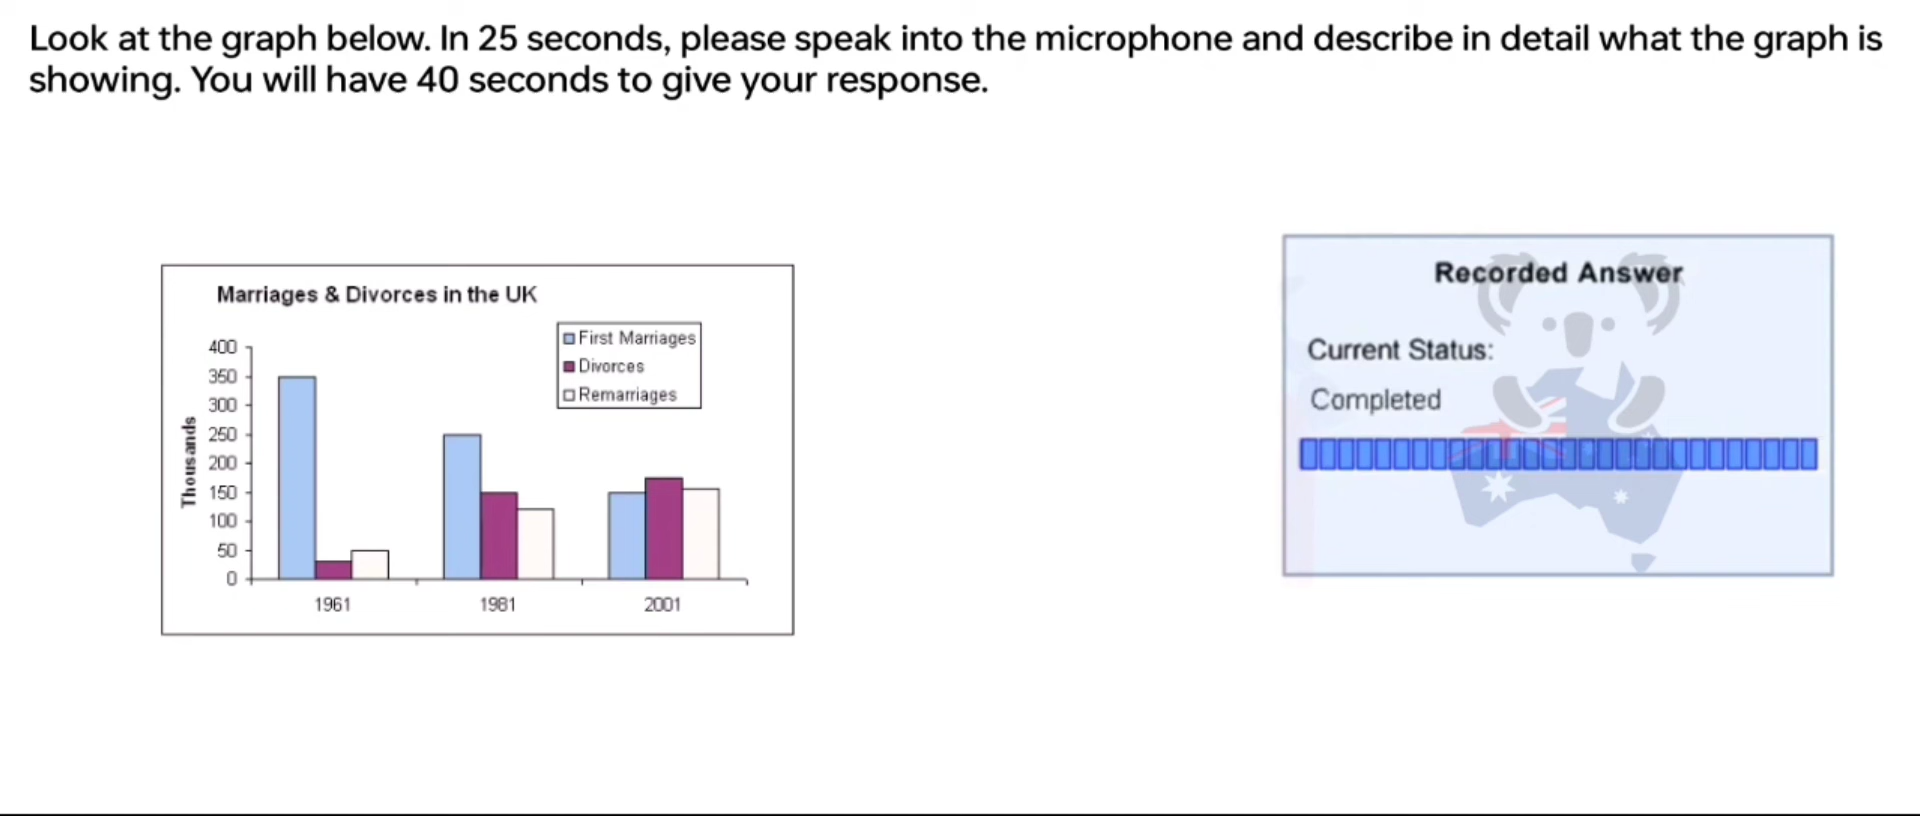 Look at the graph below. In 25 seconds, please speak into the microphone and describe in detail what the graph is
showing. You will have 40 seconds to give your response.
Marriages & Divorces in the UK
First Marriages
Divorces
Remarriages
Thousands
400
350
300
250
200
150
100
50
0
1961 1981 2001
Recorded Answer
Current Status:
Completed